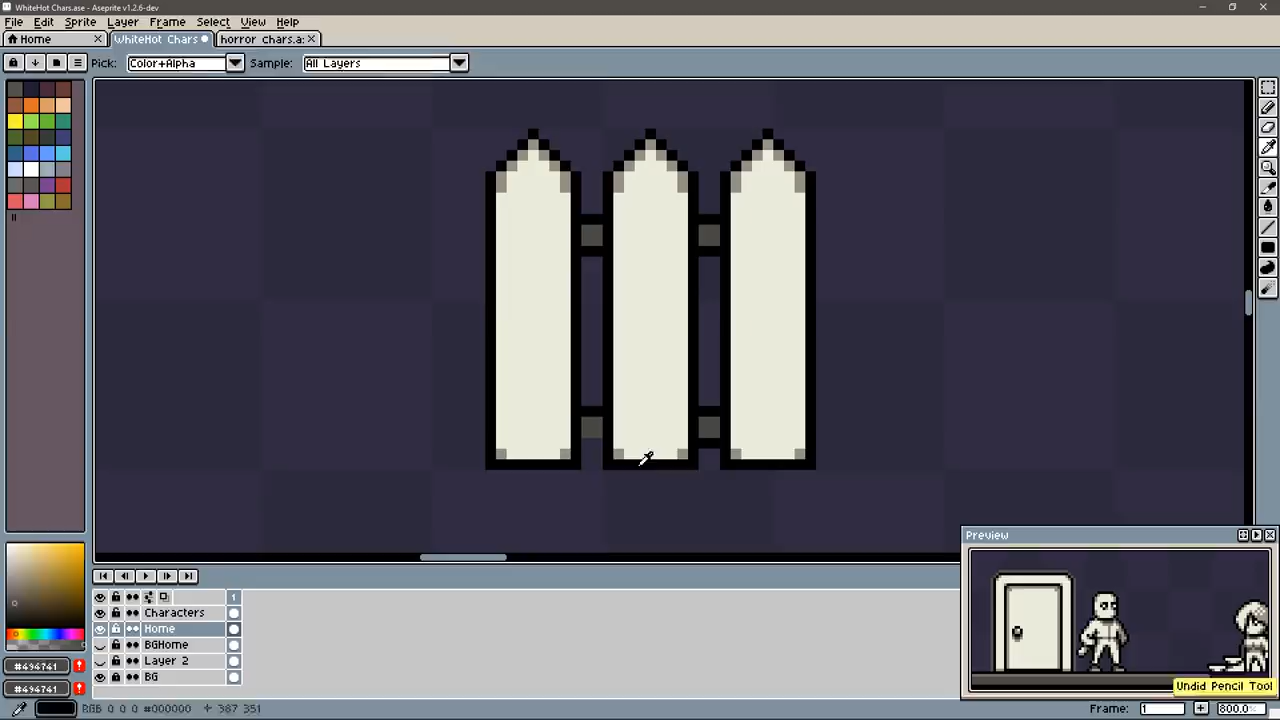 WhiteHot Chars.ase - Aseprite v1.2.6-dev
File Edit Sprite Layer Frame Select View Help
Home WhiteHot Chars horror chars.a:
Pick: Color+Alpha Sample: All Layers
Preview
1
Characters
Home
BGHome
Layer 2
BG
#494741
#494741
Undid Pencil Tool
RGB 0 0 0 #000000 387 351
Frame: 1 800.0